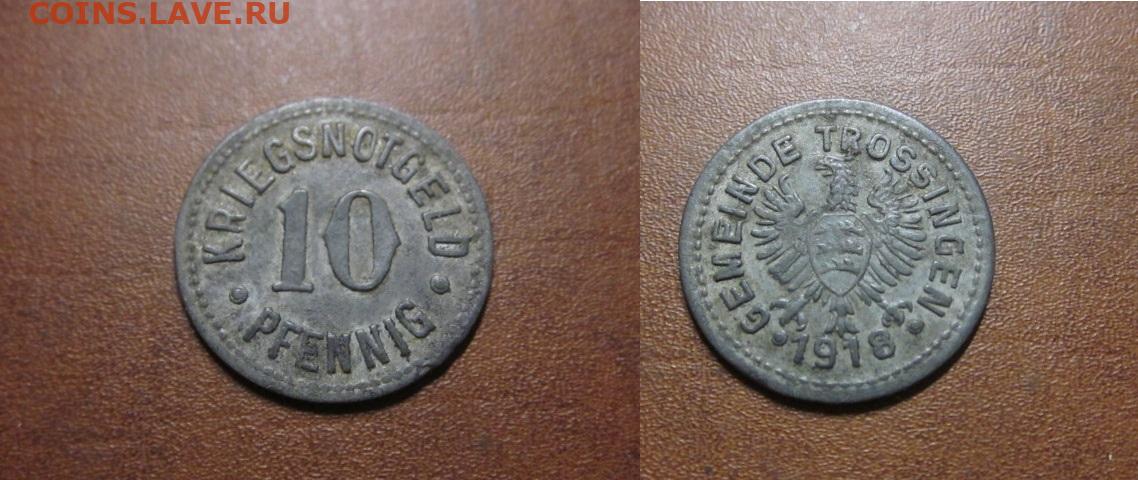 COINS.LAVE.RU
KRIEGSNOTGELD
10
PFENNIG
GEMEINDE TROSSINGEN
1918